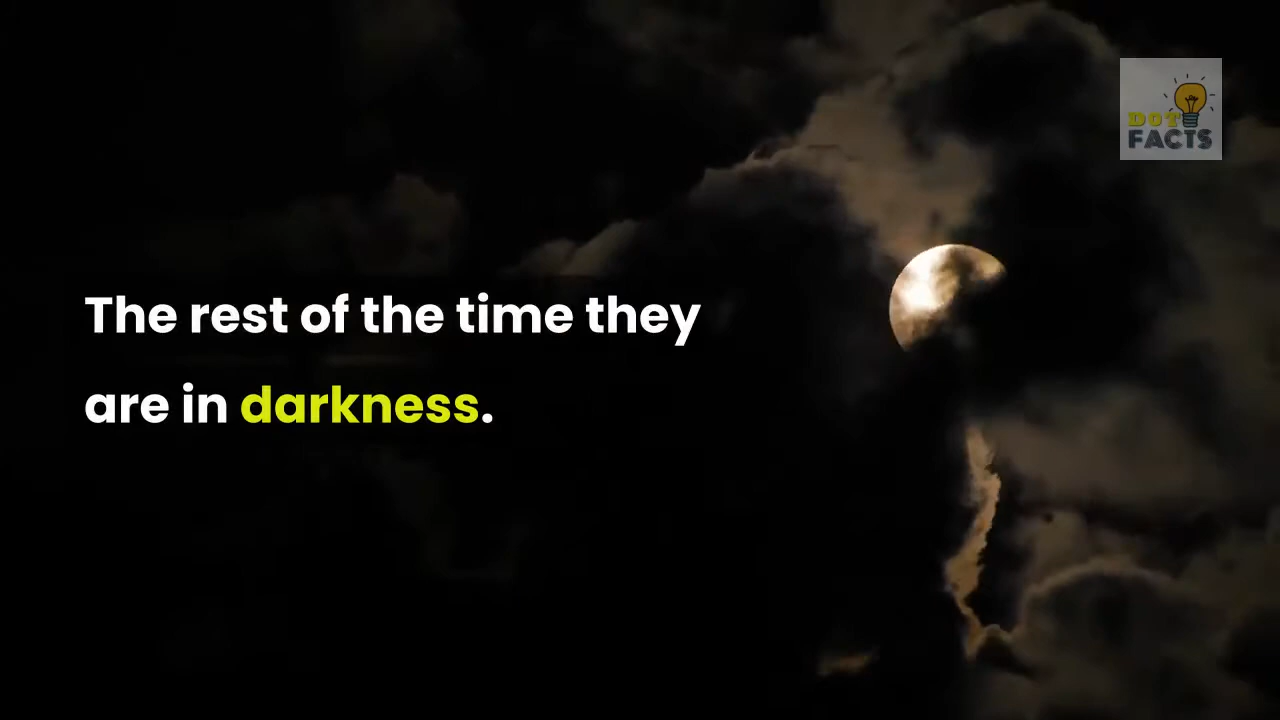 DOT
FACTS
The rest of the time they
are in darkness.